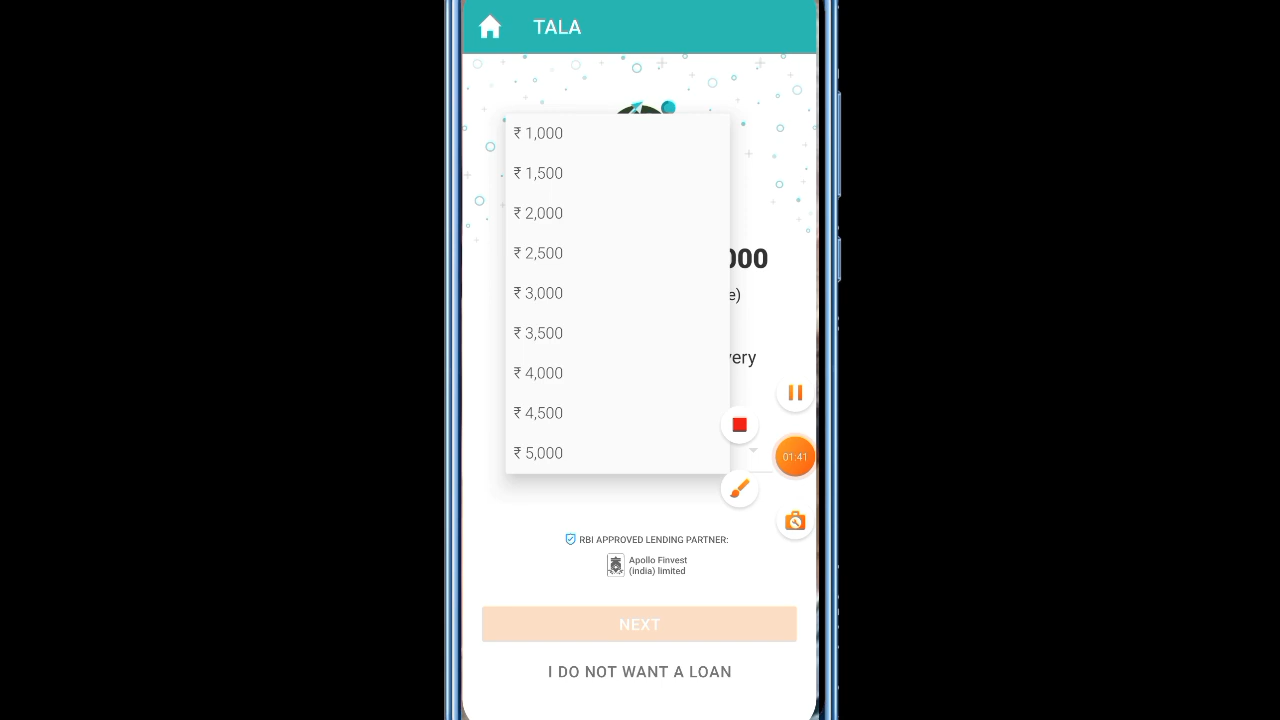 TALA
₹ 1,000
₹ 1,500
₹ 2,000
₹ 2,500
₹ 3,000
₹ 3,500
₹ 4,000
₹ 4,500
₹ 5,000
000
e)
very
01:41
RBI APPROVED LENDING PARTNER:
Apollo Finvest
(india) limited
NEXT
I DO NOT WANT A LOAN